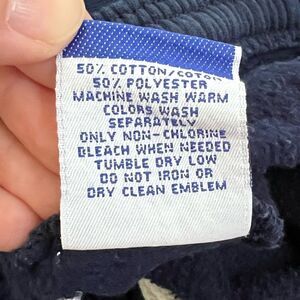 50% COTTON/COTON
50% POLYESTER
MACHINE WASH WARM
COLORS WASH
SEPARATELY
ONLY NON-CHLORINE
BLEACH WHEN NEEDED
TUMBLE DRY LOW
DO NOT IRON OR
DRY CLEAN EMBLEM